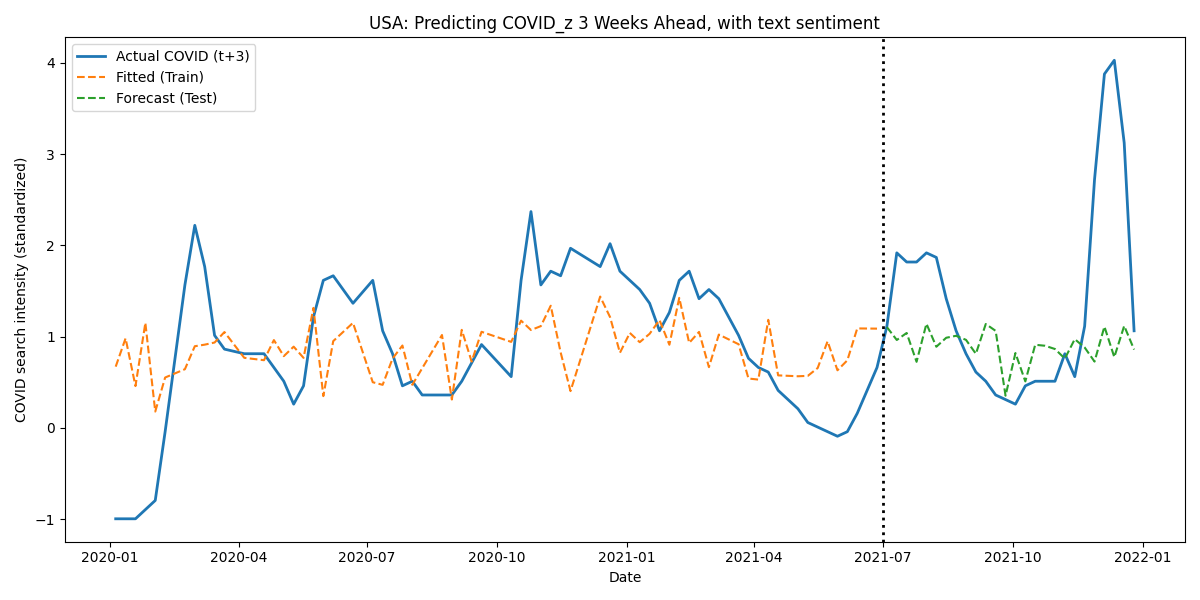 USA: Predicting COVID_z 3 Weeks Ahead, with text sentiment
Actual COVID (t+3)
Fitted (Train)
Forecast (Test)
COVID search intensity (standardized)
4
3
2
1
0
−1
2020-01
2020-04
2020-07
2020-10
2021-01
2021-04
2021-07
2021-10
2022-01
Date